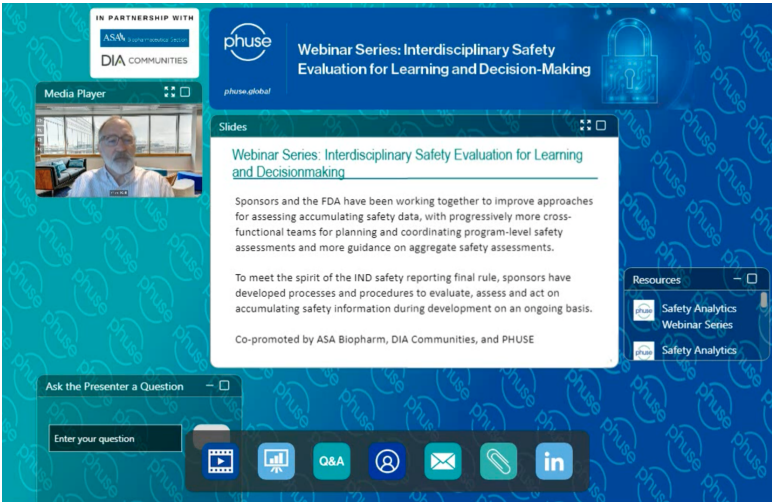 IN PARTNERSHIP WITH
ASA
DIA COMMUNITIES
phuse
phuse.global
Webinar Series: Interdisciplinary Safety
Evaluation for Learning and Decision-Making
Media Player
Slides
Webinar Series: Interdisciplinary Safety Evaluation for Learning
and Decisionmaking
Sponsors and the FDA have been working together to improve approaches
for assessing accumulating safety data, with progressively more cross-
functional teams for planning and coordinating program-level safety
assessments and more guidance on aggregate safety assessments.
To meet the spirit of the IND safety reporting final rule, sponsors have
developed processes and procedures to evaluate, assess and act on
accumulating safety information during development on an ongoing basis.
Co-promoted by ASA Biopharm, DIA Communities, and PHUSE
Resources
phuse
Safety Analytics
Webinar Series
phuse
Safety Analytics
Ask the Presenter a Question
Enter your question
Q&A
in